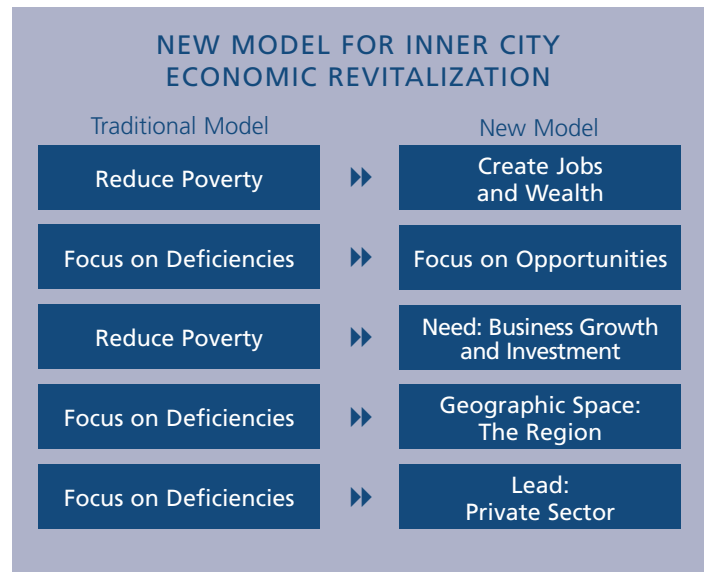 NEW MODEL FOR INNER CITY
ECONOMIC REVITALIZATION
Traditional Model
New Model
Reduce Poverty
Create Jobs
and Wealth
Focus on Deficiencies
Focus on Opportunities
Reduce Poverty
Need: Business Growth
and Investment
Focus on Deficiencies
Geographic Space:
The Region
Focus on Deficiencies
Lead:
Private Sector